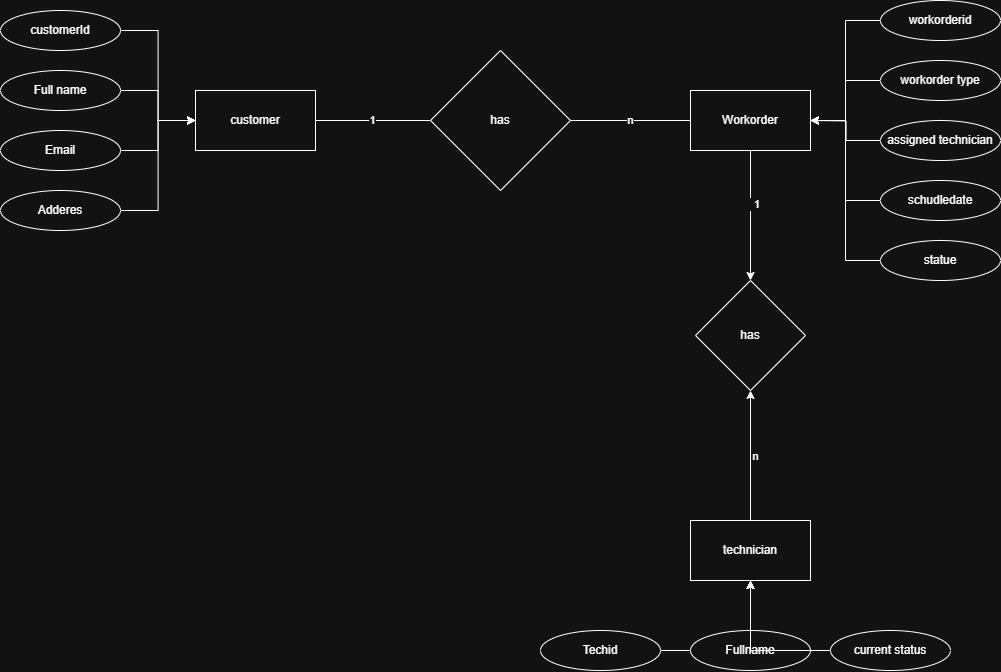 customerId
Full name
Email
Adderes
customer
1
has
n
Workorder
workorderid
workorder type
assigned technician
schudledate
statue
1
has
n
technician
Techid
Fullname
current status